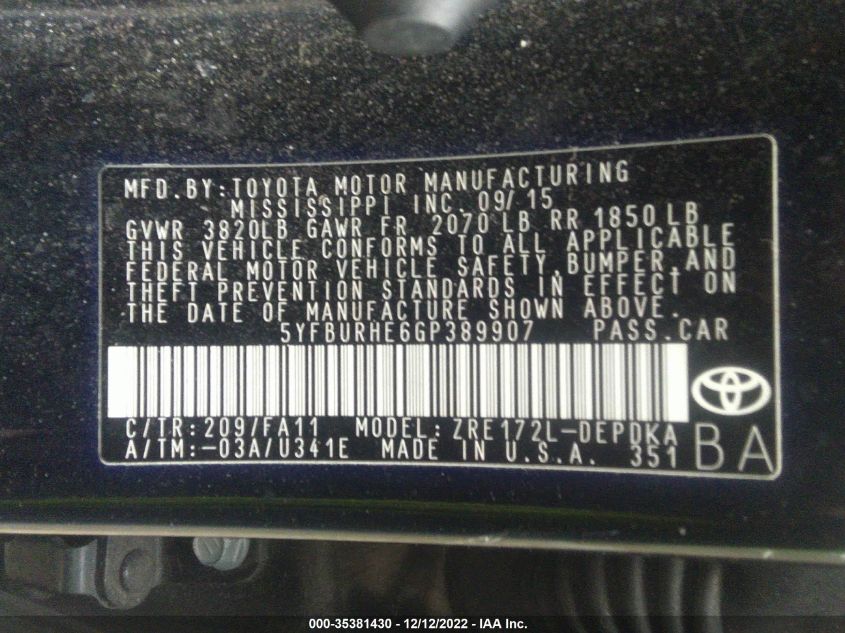 MFD.BY:TOYOTA MOTOR MANUFACTURING
MISSISSIPPI INC. 09/15
GVWR 3820LB GAWR FR 2070 LB RR 1850 LB
THIS VEHICLE CONFORMS TO ALL APPLICABLE
FEDERAL MOTOR VEHICLE SAFETY,BUMPER,AND
THEFT PREVENTION STANDARDS IN EFFECT ON
THE DATE OF MANUFACTURE SHOWN ABOVE.
5YFBURHE6GP389907 PASS.CAR
C/TR:209/FA11 MODEL:ZRE172L-DEPDKA
A/TM:-03A/U341E MADE IN U.S.A. 351
BA
000-35381430 - 12/12/2022 - IAA Inc.